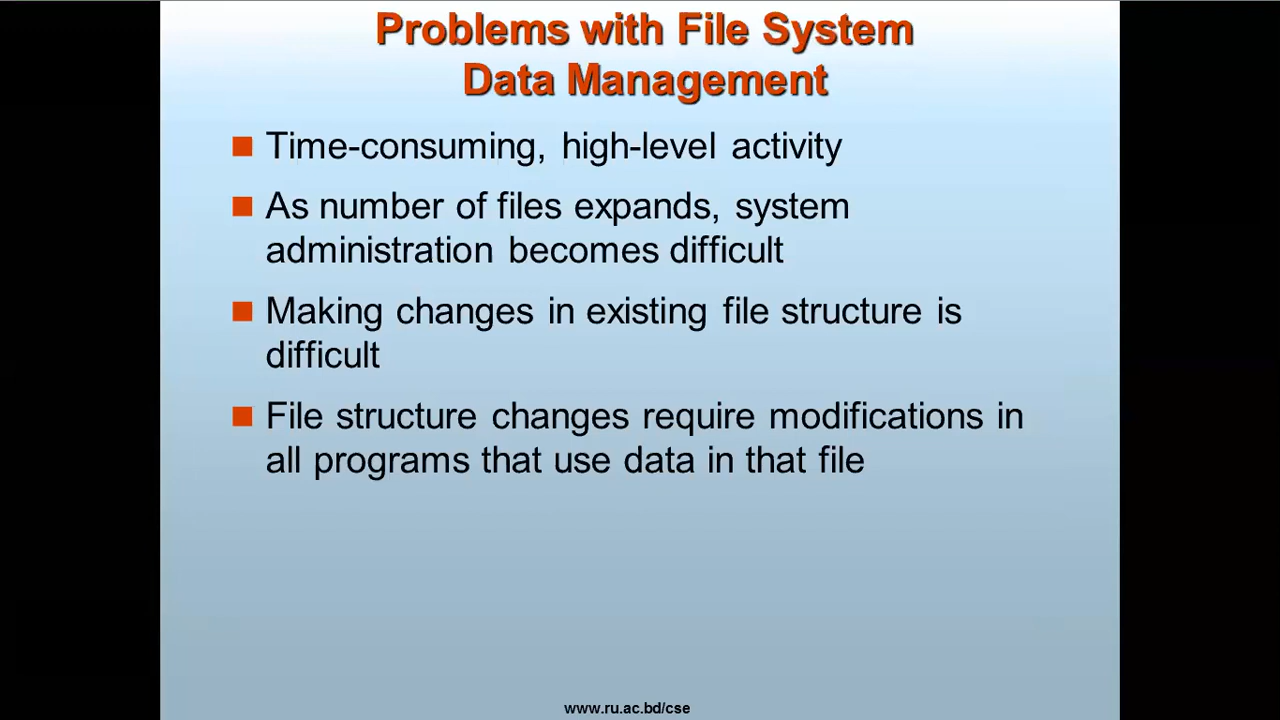 Problems with File System
Data Management
Time-consuming, high-level activity
As number of files expands, system
administration becomes difficult
Making changes in existing file structure is
difficult
File structure changes require modifications in
all programs that use data in that file
www.ru.ac.bd/cse